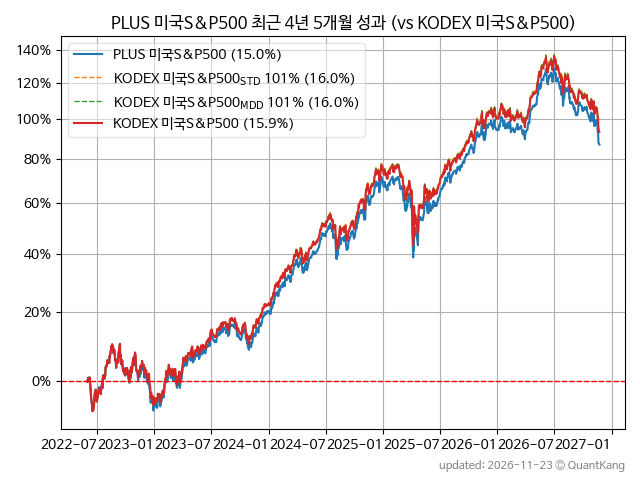 PLUS 미국S&P500 최근 4년 5개월 성과 (vs KODEX 미국S&P500)
PLUS 미국S&P500 (15.0%)
KODEX 미국S&P500STD 101% (16.0%)
KODEX 미국S&P500MDD 101% (16.0%)
KODEX 미국S&P500 (15.9%)
140%
120%
100%
80%
60%
40%
20%
0%
2022-07 2023-01 2023-07 2024-01 2024-07 2025-01 2025-07 2026-01 2026-07 2027-01
updated: 2026-11-23 © QuantKang